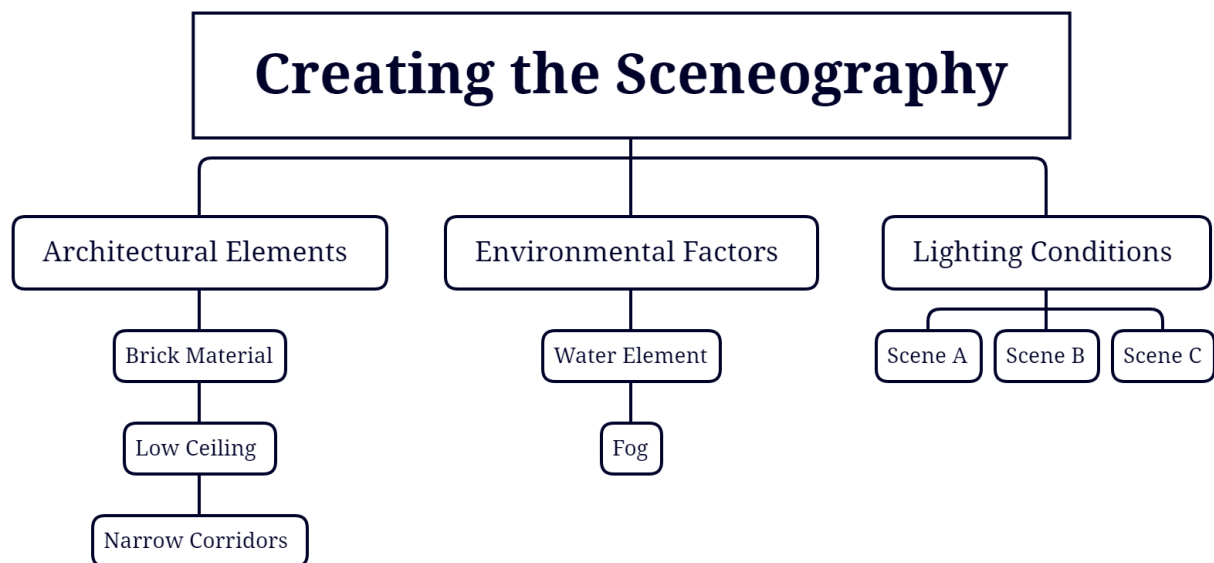 Creating the Sceneography
Architectural Elements
Environmental Factors
Lighting Conditions
Brick Material
Water Element
Scene A
Scene B
Scene C
Low Ceiling
Fog
Narrow Corridors